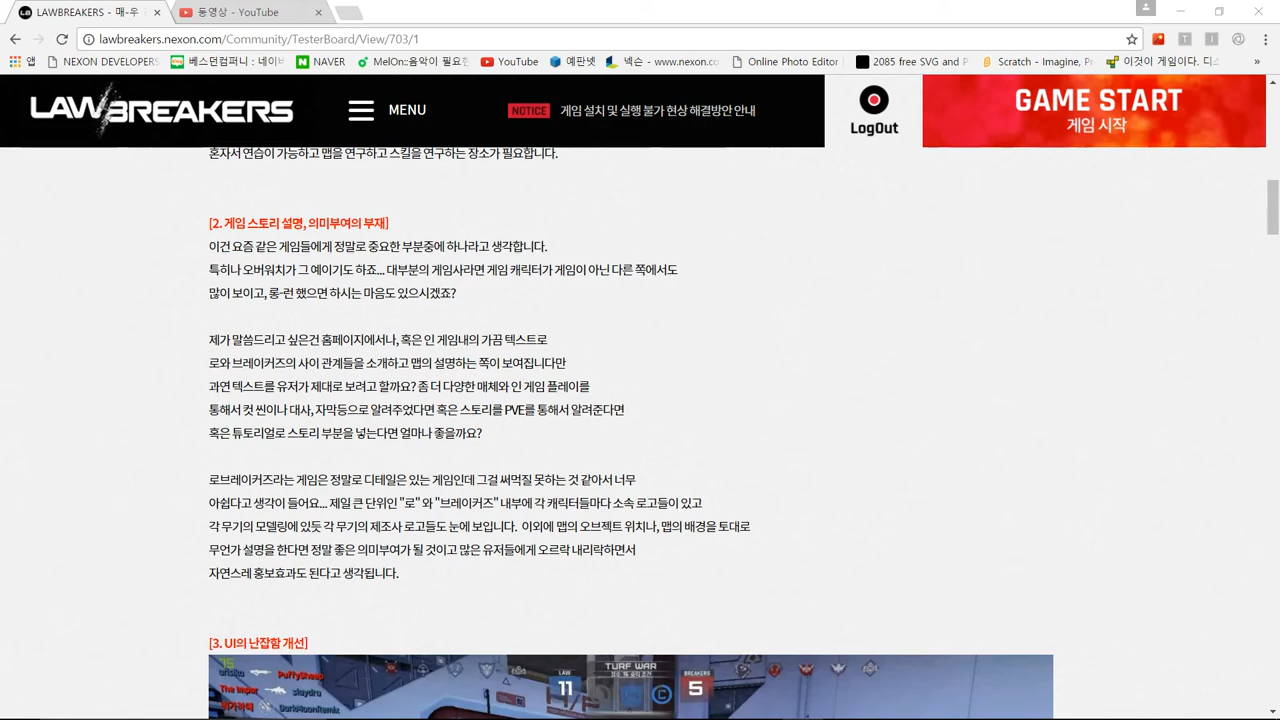 LAWBREAKERS - 매-우
동영상 - YouTube
lawbreakers.nexon.com/Community/TesterBoard/View/703/1
앱
NEXON DEVELOPERS
베스던컴퍼니 : 네이버
NAVER
MelON::음악이 필요한
YouTube
예판넷
넥슨 - www.nexon.co
Online Photo Editor
2085 free SVG and P
Scratch - Imagine, Pr
이것이 게임이다. 디스
»
LAWBREAKERS
MENU
NOTICE
게임 설치 및 실행 불가 현상 해결방안 안내
LogOut
GAME START
게임 시작
혼자서 연습이 가능하고 맵을 연구하고 스킬을 연구하는 장소가 필요합니다.
[2. 게임 스토리 설명, 의미부여의 부재]
이건 요즘 같은 게임들에게 정말로 중요한 부분중에 하나라고 생각합니다.
특히나 오버워치가 그 예이기도 하죠... 대부분의 게임사라면 게임 캐릭터가 게임이 아닌 다른 쪽에서도
많이 보이고, 롱-런 했으면 하시는 마음도 있으시겠죠?
제가 말씀드리고 싶은건 홈페이지에서나, 혹은 인 게임내의 가끔 텍스트로
로와 브레이커즈의 사이 관계들을 소개하고 맵의 설명하는 쪽이 보여집니다만
과연 텍스트를 유저가 제대로 보려고 할까요? 좀 더 다양한 매체와 인 게임 플레이를
통해서 컷 씬이나 대사, 자막등으로 알려주었다면 혹은 스토리를 PVE를 통해서 알려준다면
혹은 튜토리얼로 스토리 부분을 넣는다면 얼마나 좋을까요?
로브레이커즈라는 게임은 정말로 디테일은 있는 게임인데 그걸 써먹질 못하는 것 같아서 너무
아쉽다고 생각이 들어요... 제일 큰 단위인 "로" 와 "브레이커즈" 내부에 각 캐릭터들마다 소속 로고들이 있고
각 무기의 모델링에 있듯 각 무기의 제조사 로고들도 눈에 보입니다. 이외에 맵의 오브젝트 위치나, 맵의 배경을 토대로
무언가 설명을 한다면 정말 좋은 의미부여가 될 것이고 많은 유저들에게 오르락 내리락하면서
자연스레 홍보효과도 된다고 생각됩니다.
[3. UI의 난잡함 개선]
75
PuffySheep
The Impor
slaydra
DarkMoonRemix
LAW
11
TURF WAR
C
BREAKERS
5